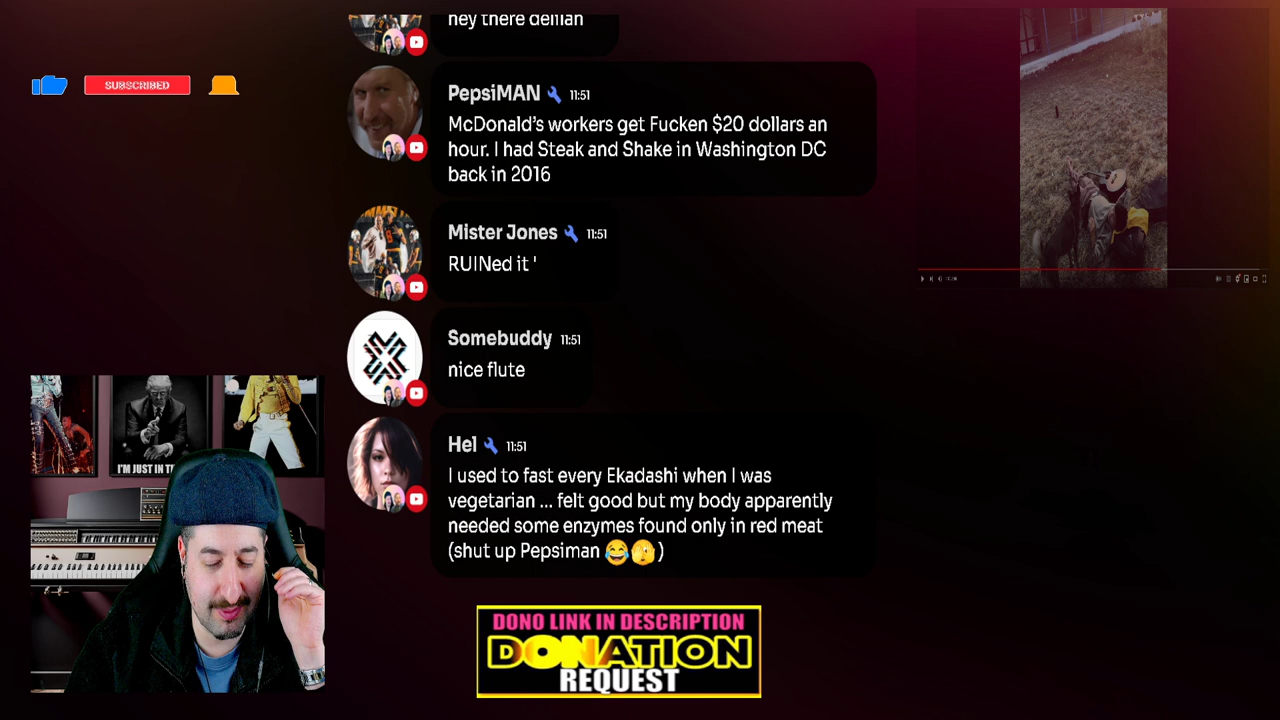 hey there delilah
SUBSCRIBED
PepsiMAN 11:51
McDonald's workers get Fucken $20 dollars an
hour. I had Steak and Shake in Washington DC
back in 2016
Mister Jones 11:51
RUINed it '
Somebuddy 11:51
nice flute
Hel 11:51
I used to fast every Ekadashi when I was
vegetarian ... felt good but my body apparently
needed some enzymes found only in red meat
(shut up Pepsiman 😂🫣)
I'M JUST IN T
DONO LINK IN DESCRIPTION
DONATION
REQUEST